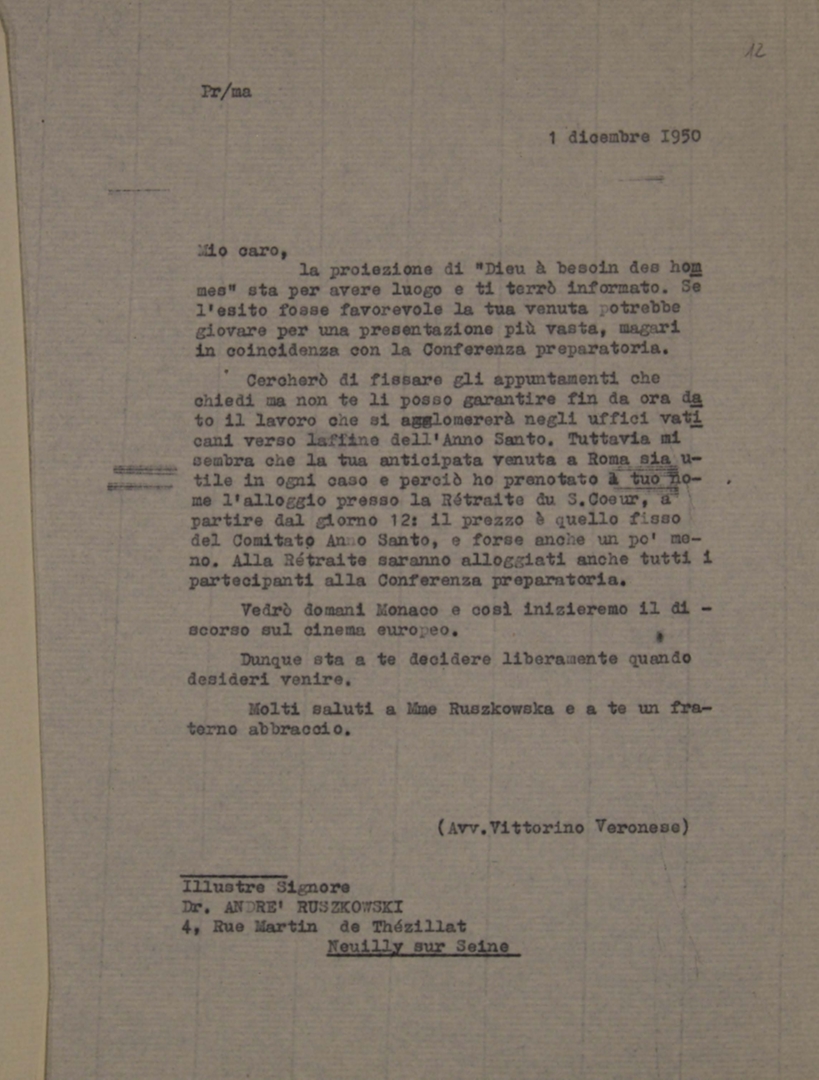 12
Pr/ma
1 dicembre I950
Mio caro,
la proiezione di "Dieu à besoin des hom
mes" sta per avere luogo e ti terrò informato. Se
l'esito fosse favorevole la tua venuta potrebbe
giovare per una presentazione più vasta, magari
in coincidenza con la Conferenza preparatoria.
Cercherò di fissare gli appuntamenti che
chiedi ma non te li posso garantire fin da ora da
to il lavoro che si agglomererà negli uffici vati
cani verso laffine dell'Anno Santo. Tuttavia mi
sembra che la tua anticipata venuta a Roma sia u-
tile in ogni caso e perciò ho prenotato à tuo no-
me l'alloggio presso la Rétraite du S.Coeur, a
partire dal giorno 12: il prezzo è quello fisso
del Comitato Anno Santo, e forse anche un po' me-
no. Alla Rétraite saranno alloggiati anche tutti i
partecipanti alla Conferenza preparatoria.
Vedrò domani Monaco e così inizieremo il di -
scorso sul cinema europeo.
Dunque sta a te decidere liberamente quando
desideri venire.
Molti saluti a Mme Ruszkowska e a te un fra-
terno abbraccio.
(Avv.Vittorino Veronese)
Illustre Signore
Dr. ANDRE' RUSZKOWSKI
4, Rue Martin de Thézillat
Neuilly sur Seine